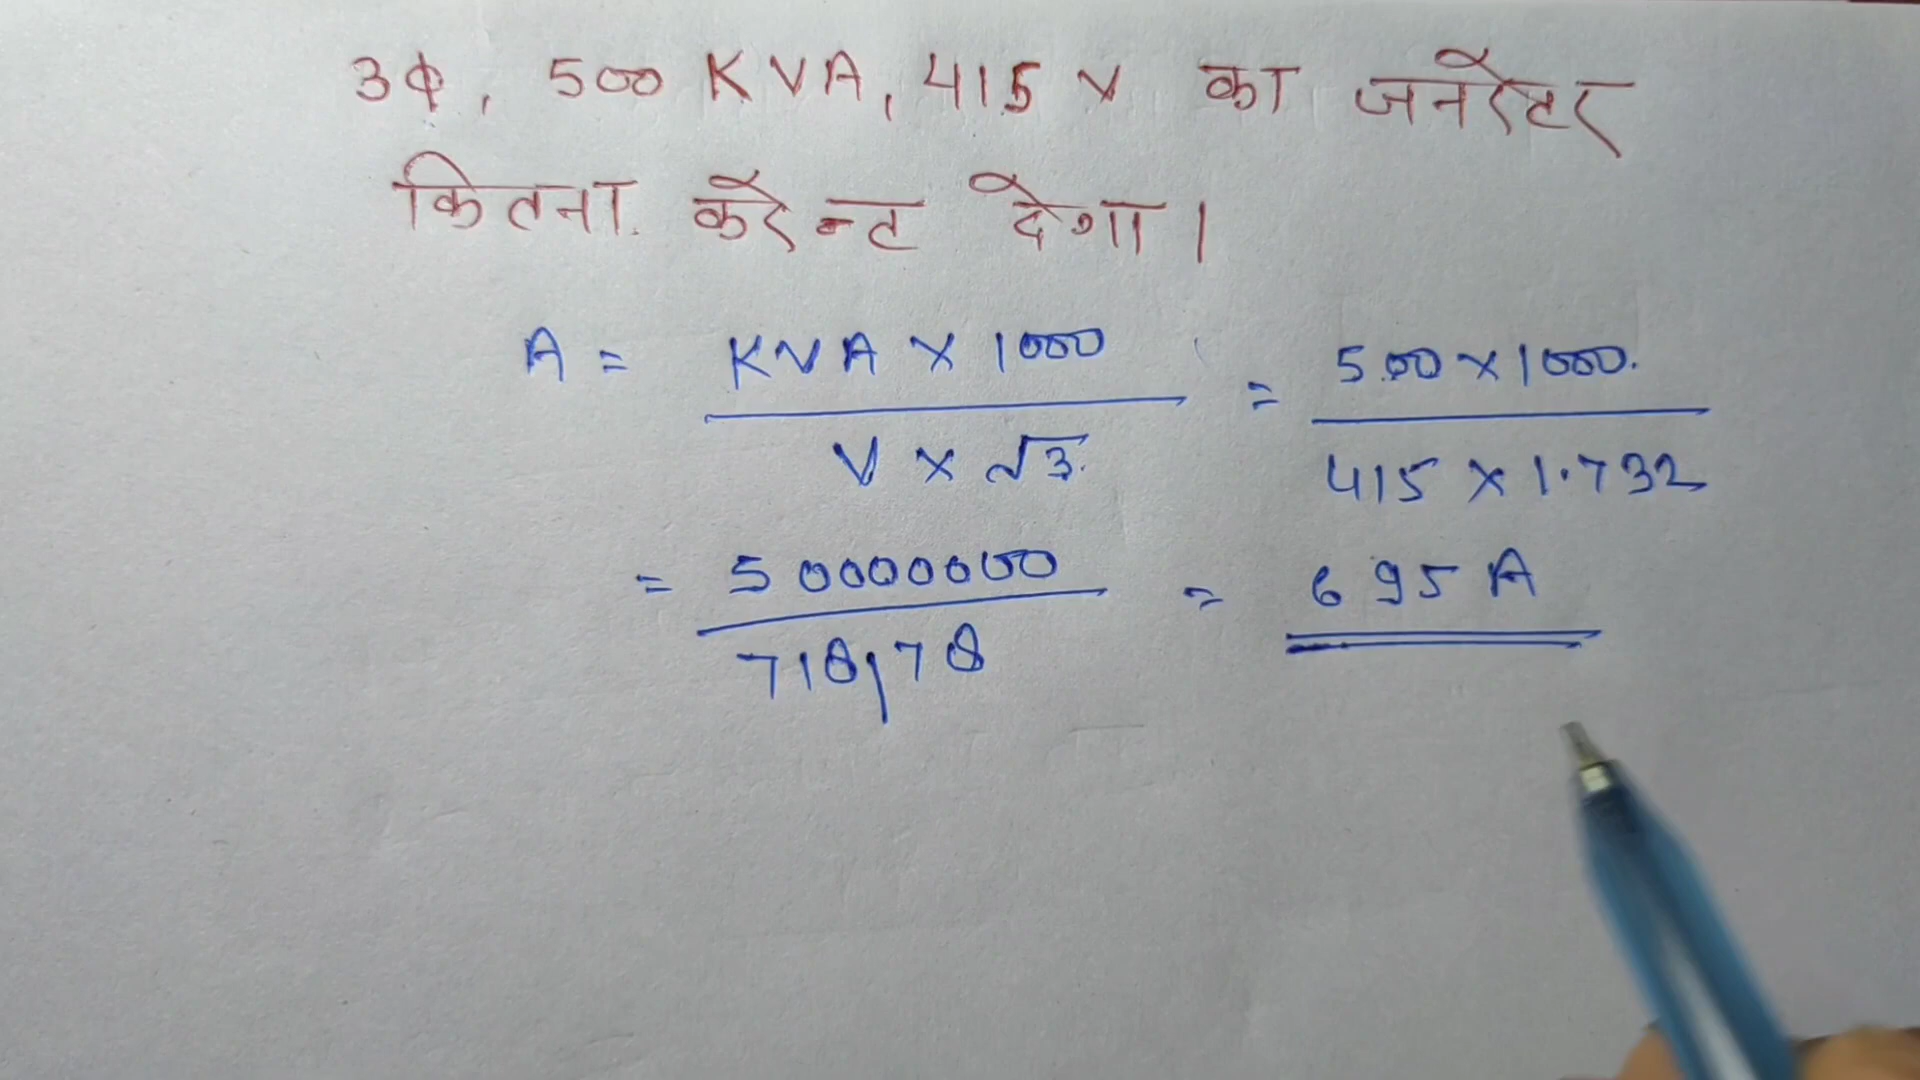 3φ, 500 KVA, 415 V का जनरेटर
कितना करेन्ट देगा।
A = KVA X 1000 / V X √3 = 500 X 1000 / 415 X 1.732
= 50000000 / 718,78 = 695 A